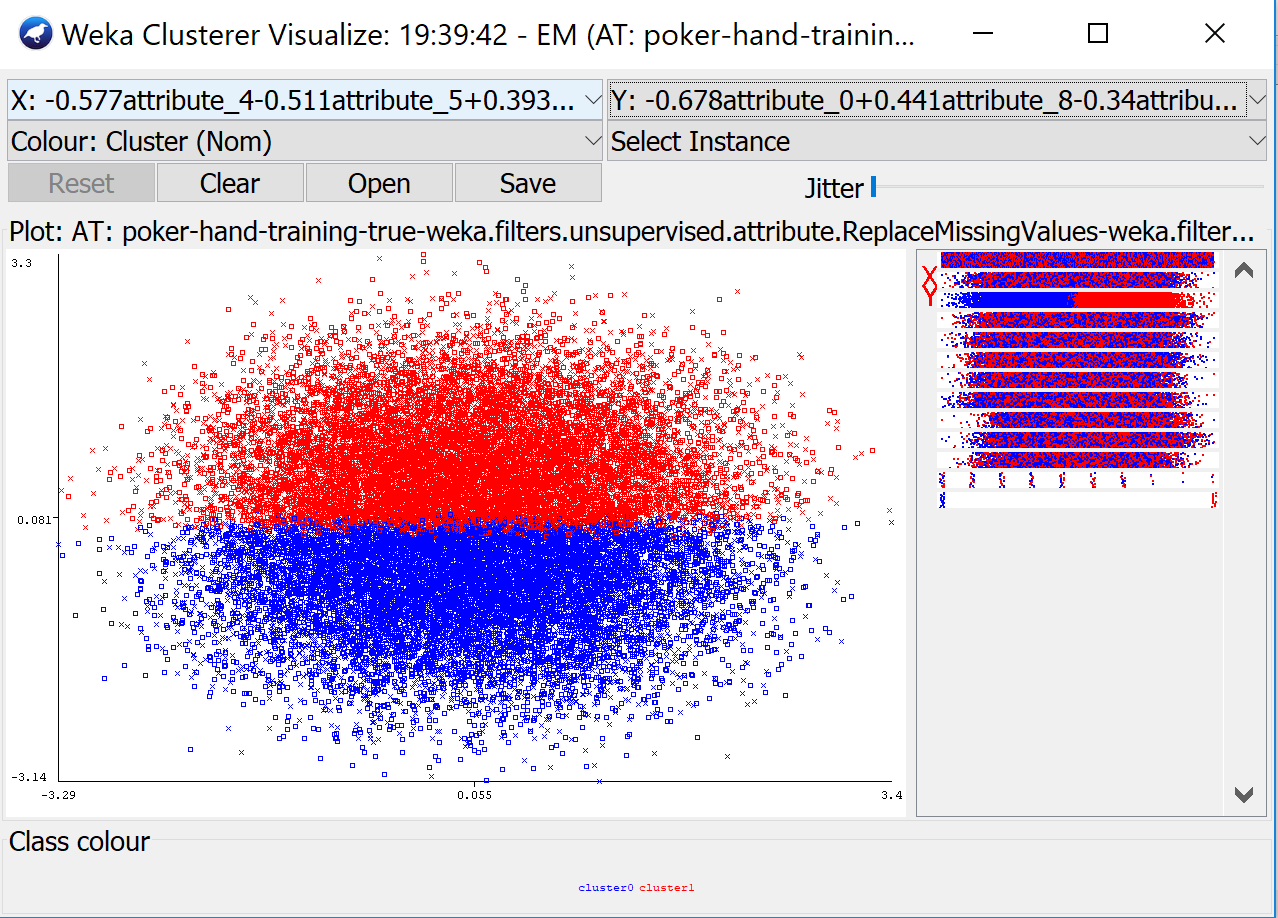 Weka Clusterer Visualize: 19:39:42 - EM (AT: poker-hand-trainin...
X: -0.577attribute_4-0.511attribute_5+0.393... Y: -0.678attribute_0+0.441attribute_8-0.34attribu...
Colour: Cluster (Nom) Select Instance
Reset Clear Open Save Jitter
Plot: AT: poker-hand-training-true-weka.filters.unsupervised.attribute.ReplaceMissingValues-weka.filter...
3.3
X
Y
0.081
-3.14
-3.29 0.055 3.4
Class colour
cluster0 cluster1